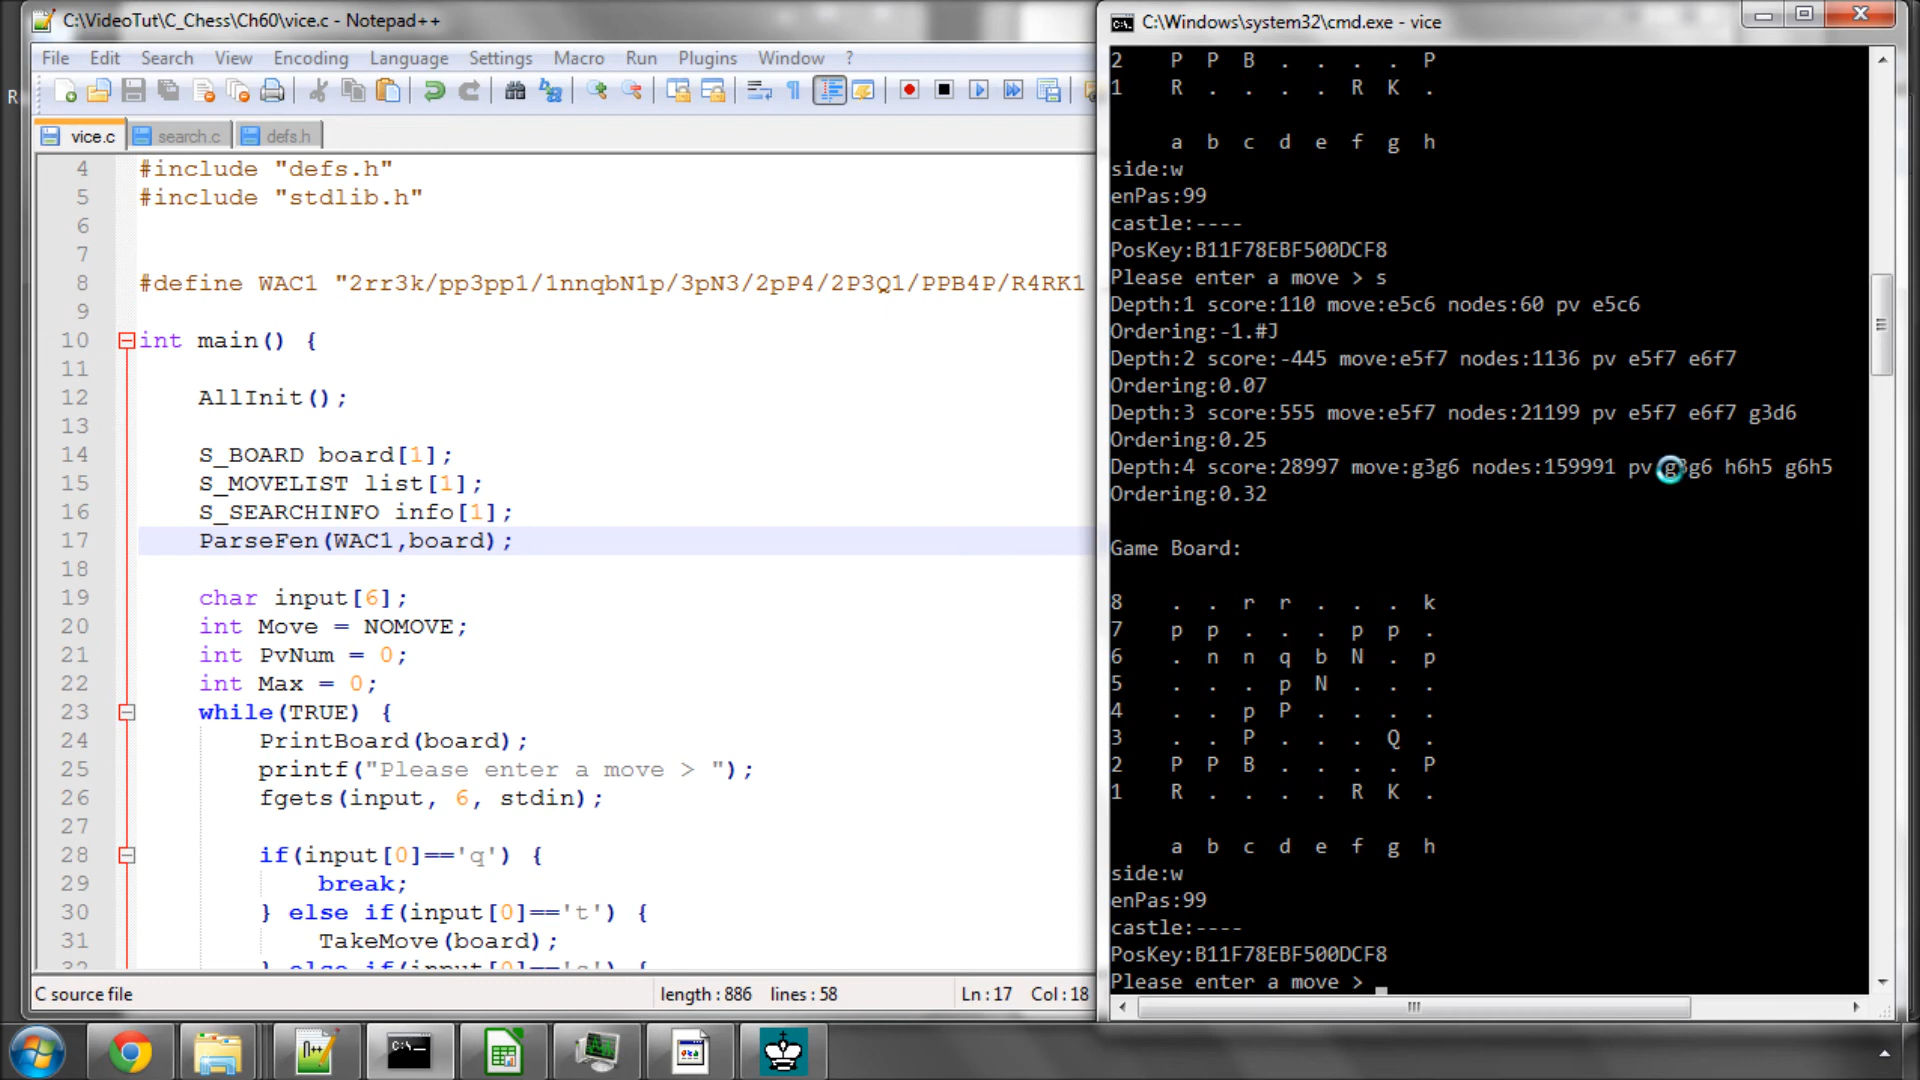 C:\VideoTut\C_Chess\Ch60\vice.c - Notepad++
File Edit Search View Encoding Language Settings Macro Run Plugins Window ?
vice.c search.c defs.h
4 #include "defs.h"
5 #include "stdlib.h"
6
7
8 #define WAC1 "2rr3k/pp3pp1/1nnqbN1p/3pN3/2pP4/2P3Q1/PPB4P/R4RK1
9
10 int main() {
11
12 AllInit();
13
14 S_BOARD board[1];
15 S_MOVELIST list[1];
16 S_SEARCHINFO info[1];
17 ParseFen(WAC1,board);
18
19 char input[6];
20 int Move = NOMOVE;
21 int PvNum = 0;
22 int Max = 0;
23 while(TRUE) {
24 PrintBoard(board);
25 printf("Please enter a move > ");
26 fgets(input, 6, stdin);
27
28 if(input[0]=='q') {
29 break;
30 } else if(input[0]=='t') {
31 TakeMove(board);
32 } else if(input[0]=='s') {
C source file length : 886 lines : 58 Ln : 17 Col : 18
C:\Windows\system32\cmd.exe - vice
2 P P B . . . . P
1 R . . . . R K .
a b c d e f g h
side:w
enPas:99
castle:----
PosKey:B11F78EBF500DCF8
Please enter a move > s
Depth:1 score:110 move:e5c6 nodes:60 pv e5c6
Ordering:-1.#J
Depth:2 score:-445 move:e5f7 nodes:1136 pv e5f7 e6f7
Ordering:0.07
Depth:3 score:555 move:e5f7 nodes:21199 pv e5f7 e6f7 g3d6
Ordering:0.25
Depth:4 score:28997 move:g3g6 nodes:159991 pv g3g6 h6h5 g6h5
Ordering:0.32
Game Board:
8 . . r r . . . k
7 p p . . . p p .
6 . n n q b N . p
5 . . . p N . . .
4 . . p P . . . .
3 . . P . . . Q .
2 P P B . . . . P
1 R . . . . R K .
a b c d e f g h
side:w
enPas:99
castle:----
PosKey:B11F78EBF500DCF8
Please enter a move > _